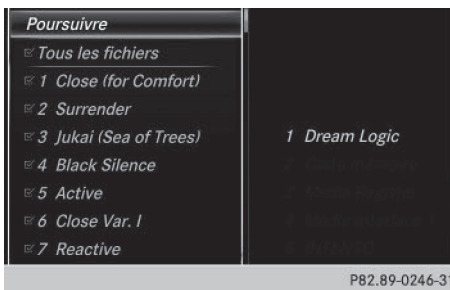 Poursuivre
Tous les fichiers
1 Close (for Comfort)
2 Surrender
3 Jukai (Sea of Trees)
4 Black Silence
5 Active
6 Close Var. I
7 Reactive
1 Dream Logic
P82.89-0246-31